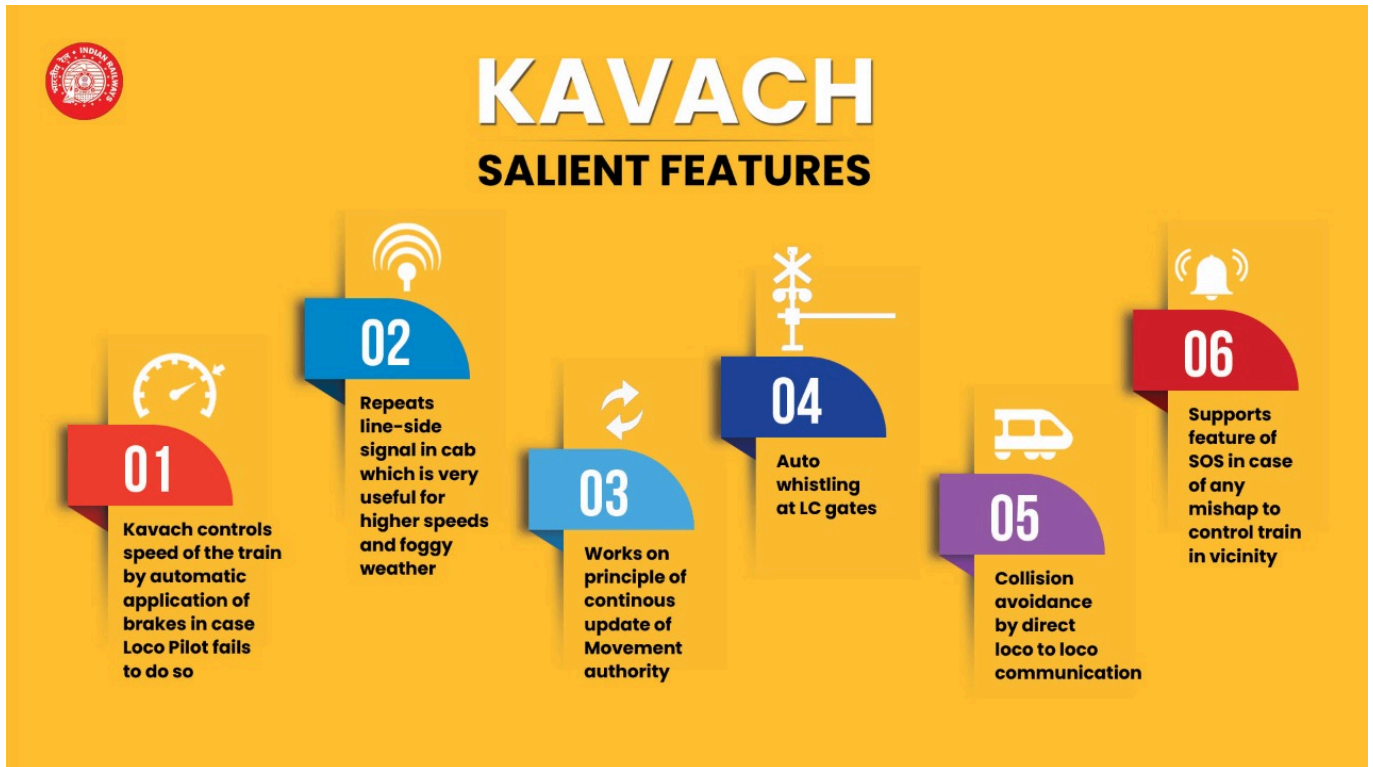 भारतीय रेल • INDIAN RAILWAYS
KAVACH
SALIENT FEATURES
01
Kavach controls
speed of the train
by automatic
application of
brakes in case
Loco Pilot fails
to do so
02
Repeats
line-side
signal in cab
which is very
useful for
higher speeds
and foggy
weather
03
Works on
principle of
continous
update of
Movement
authority
04
Auto
whistling
at LC gates
05
Collision
avoidance
by direct
loco to loco
communication
06
Supports
feature of
SOS in case
of any
mishap to
control train
in vicinity